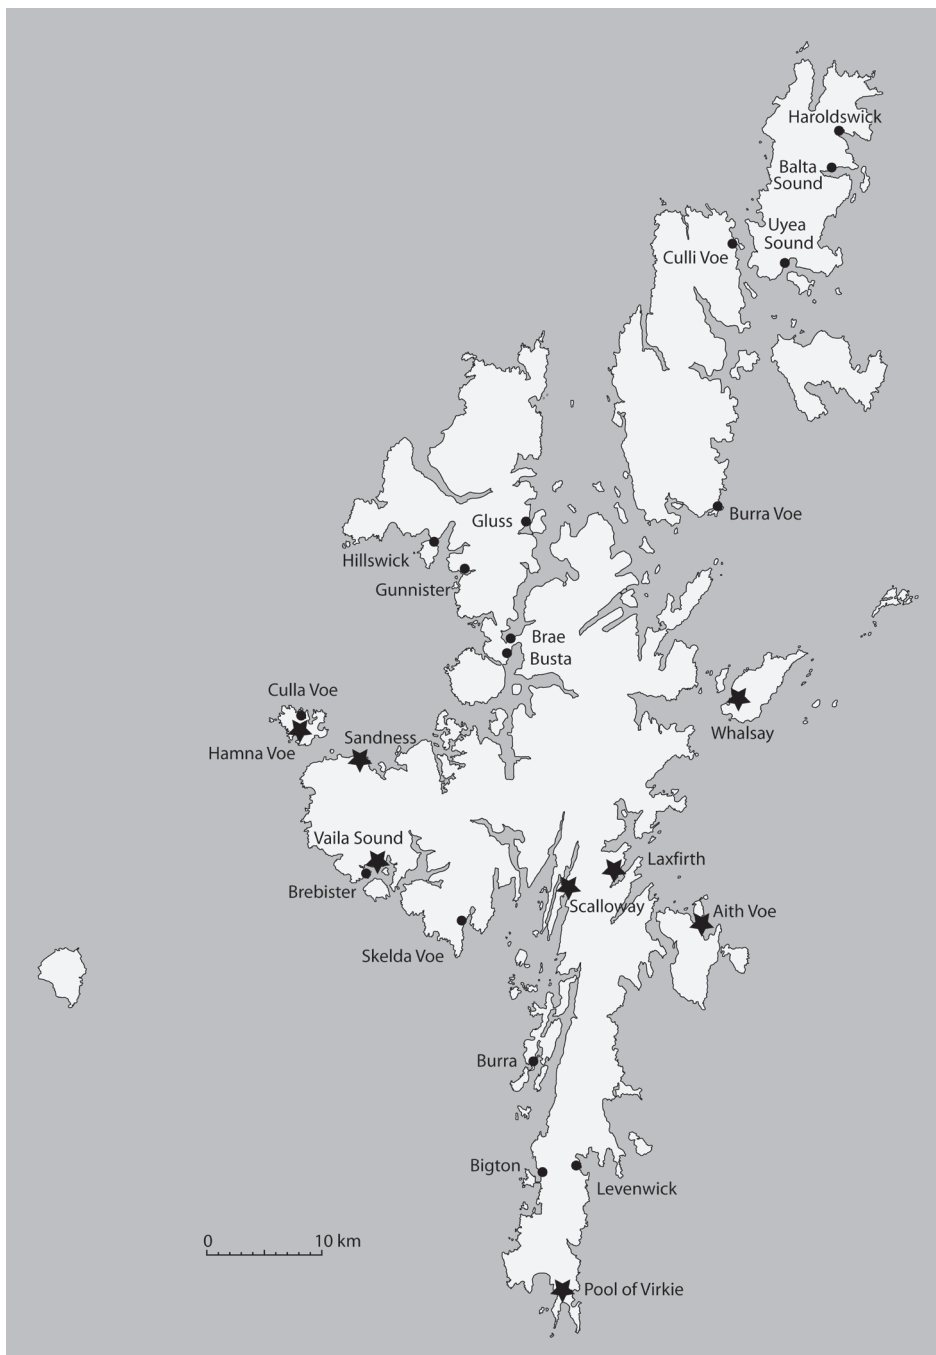 Haroldswick
Balta
Sound
Uyea
Sound
Culli Voe
Burra Voe
Gluss
Hillswick
Gunnister
Brae
Busta
Culla Voe
Whalsay
Sandness
Hamna Voe
Vaila Sound
Laxfirth
Brebister
Scalloway
Aith Voe
Skelda Voe
Burra
Bigton
Levenwick
0 10 km
Pool of Virkie